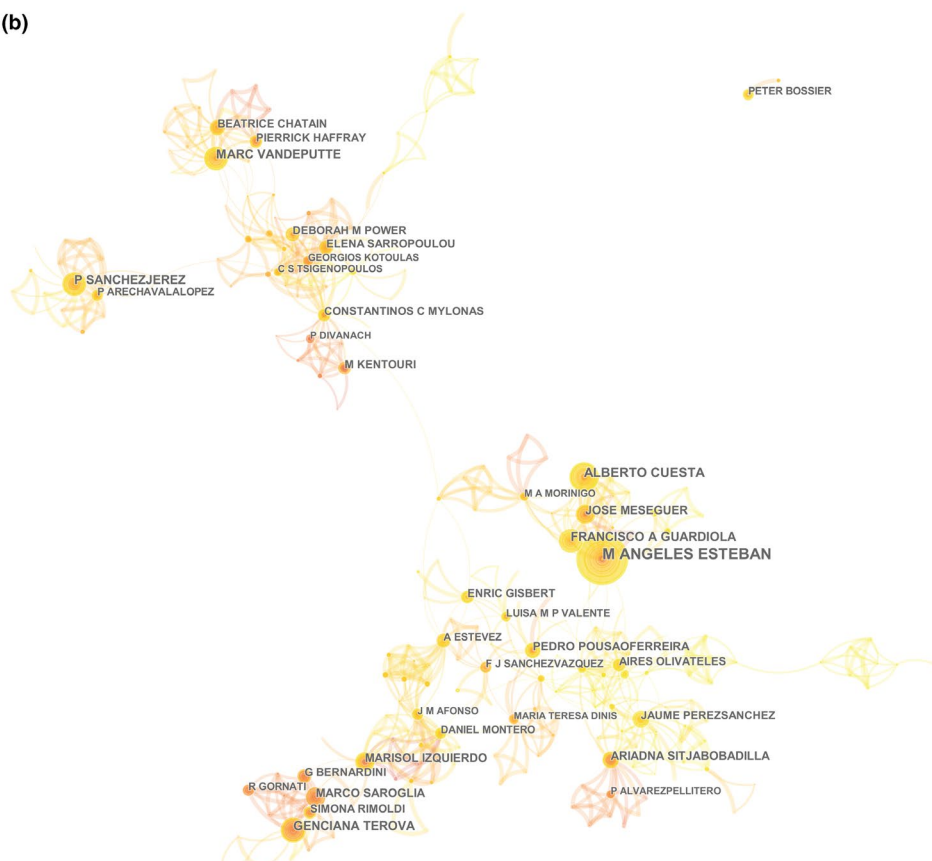 (b)
PETER BOSSIER
BEATRICE CHATAIN
PIERRICK HAFFRAY
MARC VANDEPUTTE
DEBORAH M POWER
ELENA SARROPOULOU
GEORGIOS KOTOULAS
C S TSIGENOPOULOS
P SANCHEZJEREZ
P ARECHAVALALOPEZ
CONSTANTINOS C MYLONAS
P DIVANACH
M KENTOURI
ALBERTO CUESTA
M A MORINIGO
JOSE MESEGUER
FRANCISCO A GUARDIOLA
M ANGELES ESTEBAN
ENRIC GISBERT
LUISA M P VALENTE
A ESTEVEZ
PEDRO POUSAOFERREIRA
F J SANCHEZVAZQUEZ
AIRES OLIVATELES
J M AFONSO
MARIA TERESA DINIS
JAUME PEREZSANCHEZ
DANIEL MONTERO
MARISOL IZQUIERDO
ARIADNA SITJABOBADILLA
G BERNARDINI
R GORNATI
MARCO SAROGLIA
P ALVAREZPELLITERO
SIMONA RIMOLDI
GENCIANA TEROVA